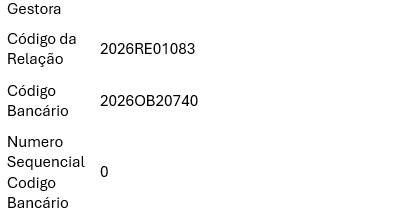 Gestora
Código da
Relação
2026RE01083
Código
Bancário
2026OB20740
Numero
Sequencial
Codigo
Bancário
0